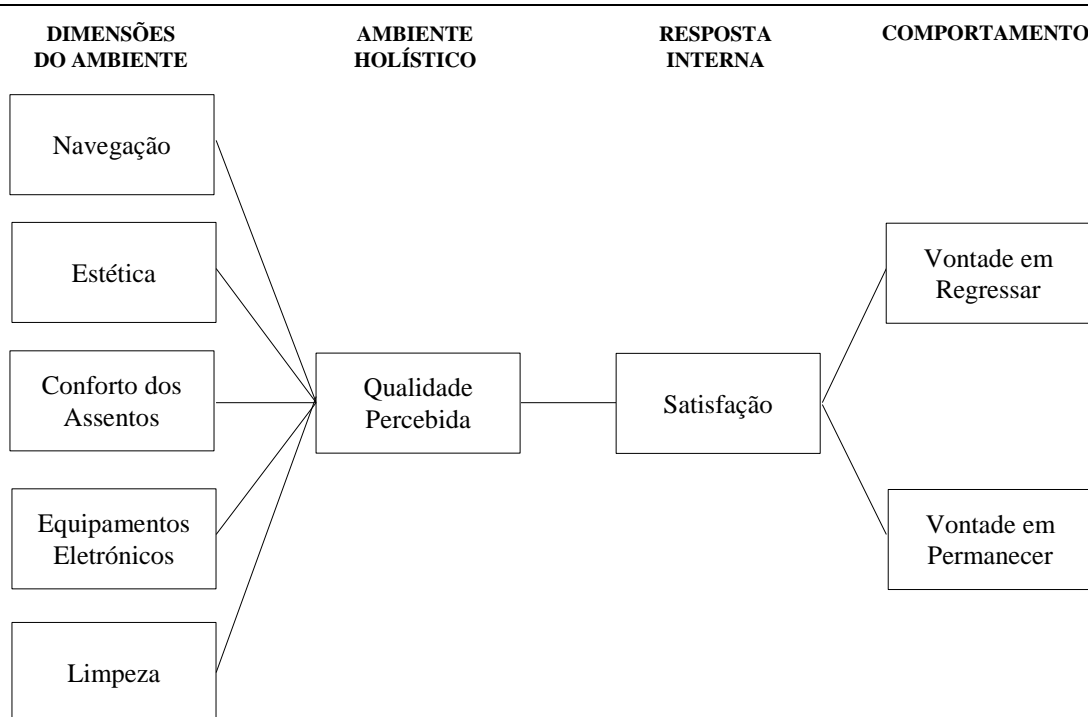 DIMENSÕES
DO AMBIENTE
AMBIENTE
HOLÍSTICO
RESPOSTA
INTERNA
COMPORTAMENTO
Navegação
Estética
Conforto dos
Assentos
Equipamentos
Eletrónicos
Limpeza
Qualidade
Percebida
Satisfação
Vontade em
Regressar
Vontade em
Permanecer